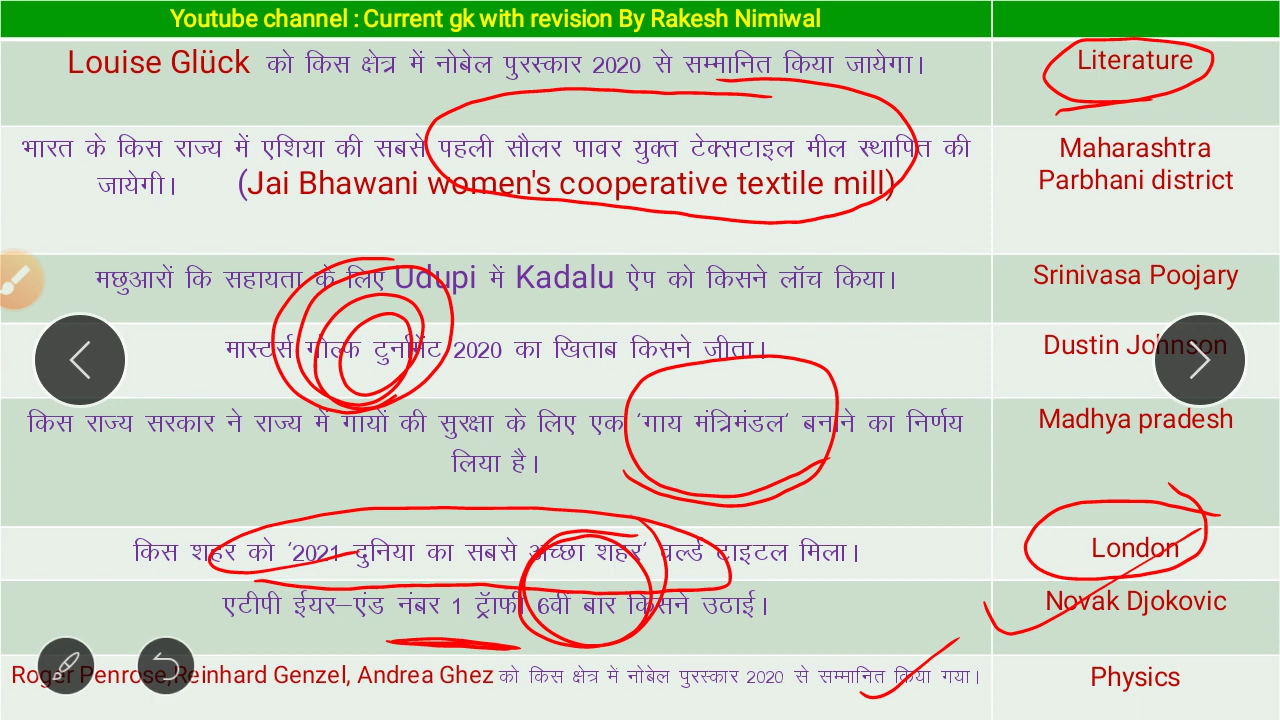 Youtube channel : Current gk with revision By Rakesh Nimiwal
Louise Glück को किस क्षेत्र में नोबेल पुरस्कार 2020 से सम्मानित किया जायेगा।
Literature
भारत के किस राज्य में एशिया की सबसे पहली सौलर पावर युक्त टेक्सटाइल मील स्थापित की
जायेगी। (Jai Bhawani women's cooperative textile mill)
Maharashtra
Parbhani district
मछुआरों कि सहायता के लिए Udupi में Kadalu ऐप को किसने लॉच किया।
Srinivasa Poojary
मास्टर्स गोल्फ टुर्नामेंट 2020 का खिताब किसने जीता।
Dustin Johnson
किस राज्य सरकार ने राज्य में गायों की सुरक्षा के लिए एक 'गाय मंत्रिमंडल' बनाने का निर्णय
लिया है।
Madhya pradesh
किस शहर को '2021 दुनिया का सबसे अच्छा शहर' वर्ल्ड टाइटल मिला।
London
एटीपी ईयर–एंड नंबर 1 ट्रॉफी 6वीं बार किसने उठाई।
Novak Djokovic
Roger Penrose,Reinhard Genzel, Andrea Ghez को किस क्षेत्र में नोबेल पुरस्कार 2020 से सम्मानित किया गया।
Physics